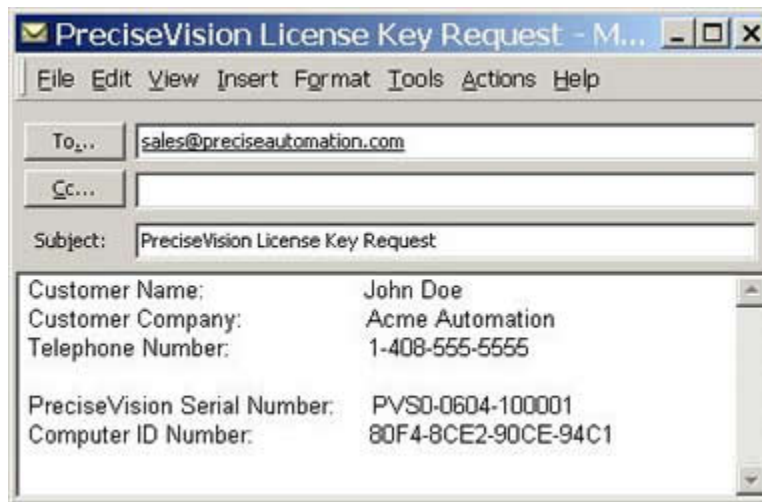 PreciseVision License Key Request - M...
File Edit View Insert Format Tools Actions Help
To... sales@preciseautomation.com
Cc...
Subject: PreciseVision License Key Request
Customer Name: John Doe
Customer Company: Acme Automation
Telephone Number: 1-408-555-5555
PreciseVision Serial Number: PVS0-0604-100001
Computer ID Number: 80F4-8CE2-90CE-94C1